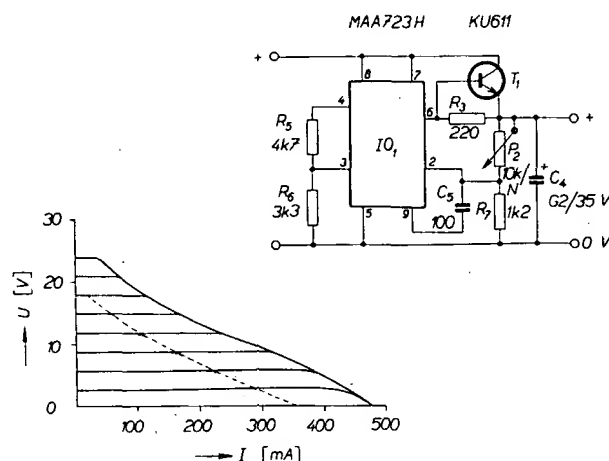 MAA723H KU611
+
8
7
T1
4
6
R3
220
+
R5
4k7
IO1
P2
10k/N
3
2
C4
G2/35 V
R6
3k3
C5
100
R7
1k2
5
9
0 V
30
20
10
0
U [V]
100 200 300 400 500
I [mA]